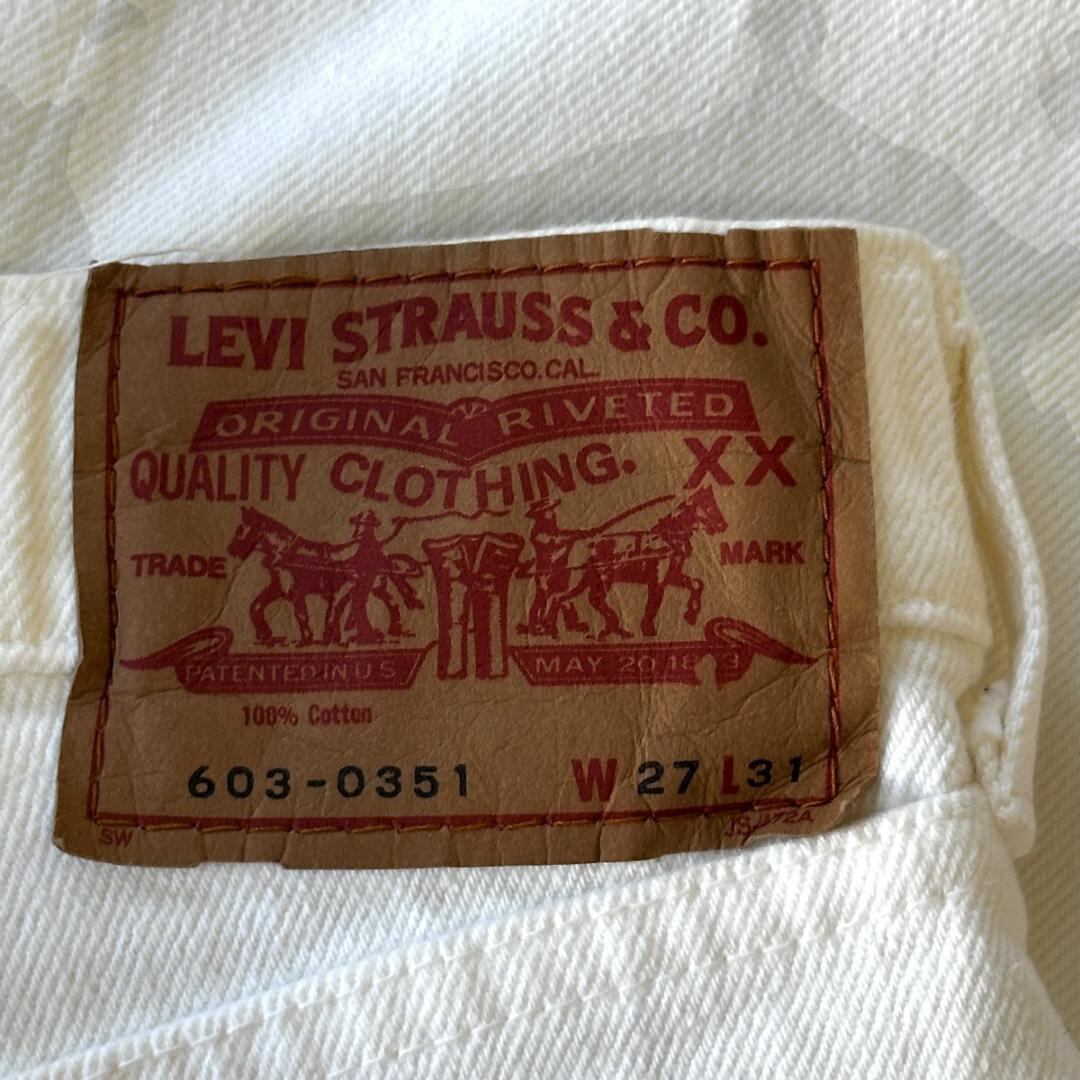 LEVI STRAUSS & CO.
SAN FRANCISCO. CAL.
ORIGINAL RIVETED
QUALITY CLOTHING. XX
TRADE MARK
PATENTED IN U S MAY 20 1873
100% Cotton
603-0351 W 27 L 31
SW